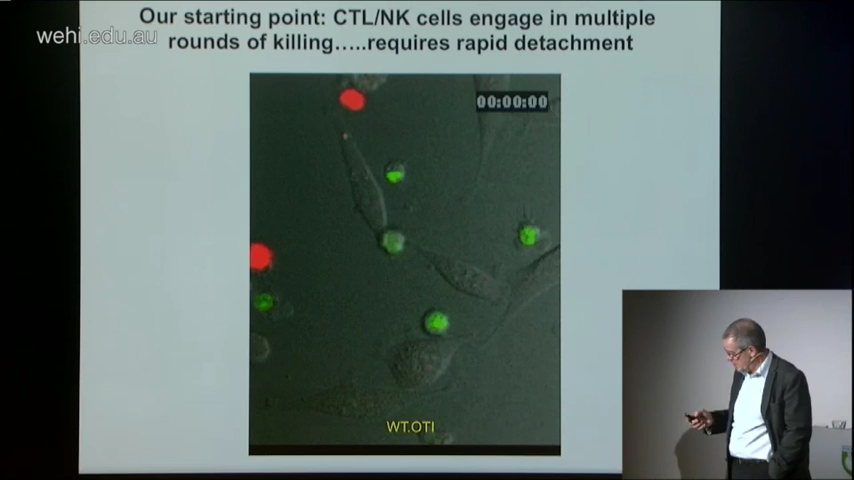 Our starting point: CTL/NK cells engage in multiple
rounds of killing.....requires rapid detachment
wehi.edu.au
00:00:00
WT.OTI